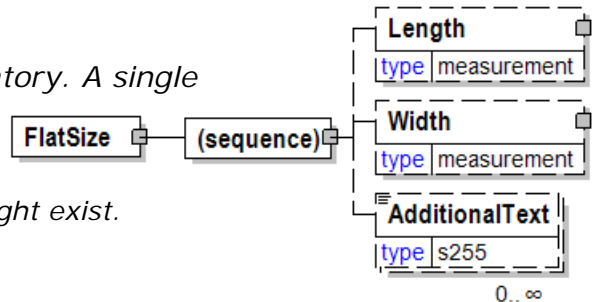 Length
type measurement
tory. A single
Width
FlatSize (sequence)
type measurement
ght exist.
AdditionalText
type s255
0.. ∞